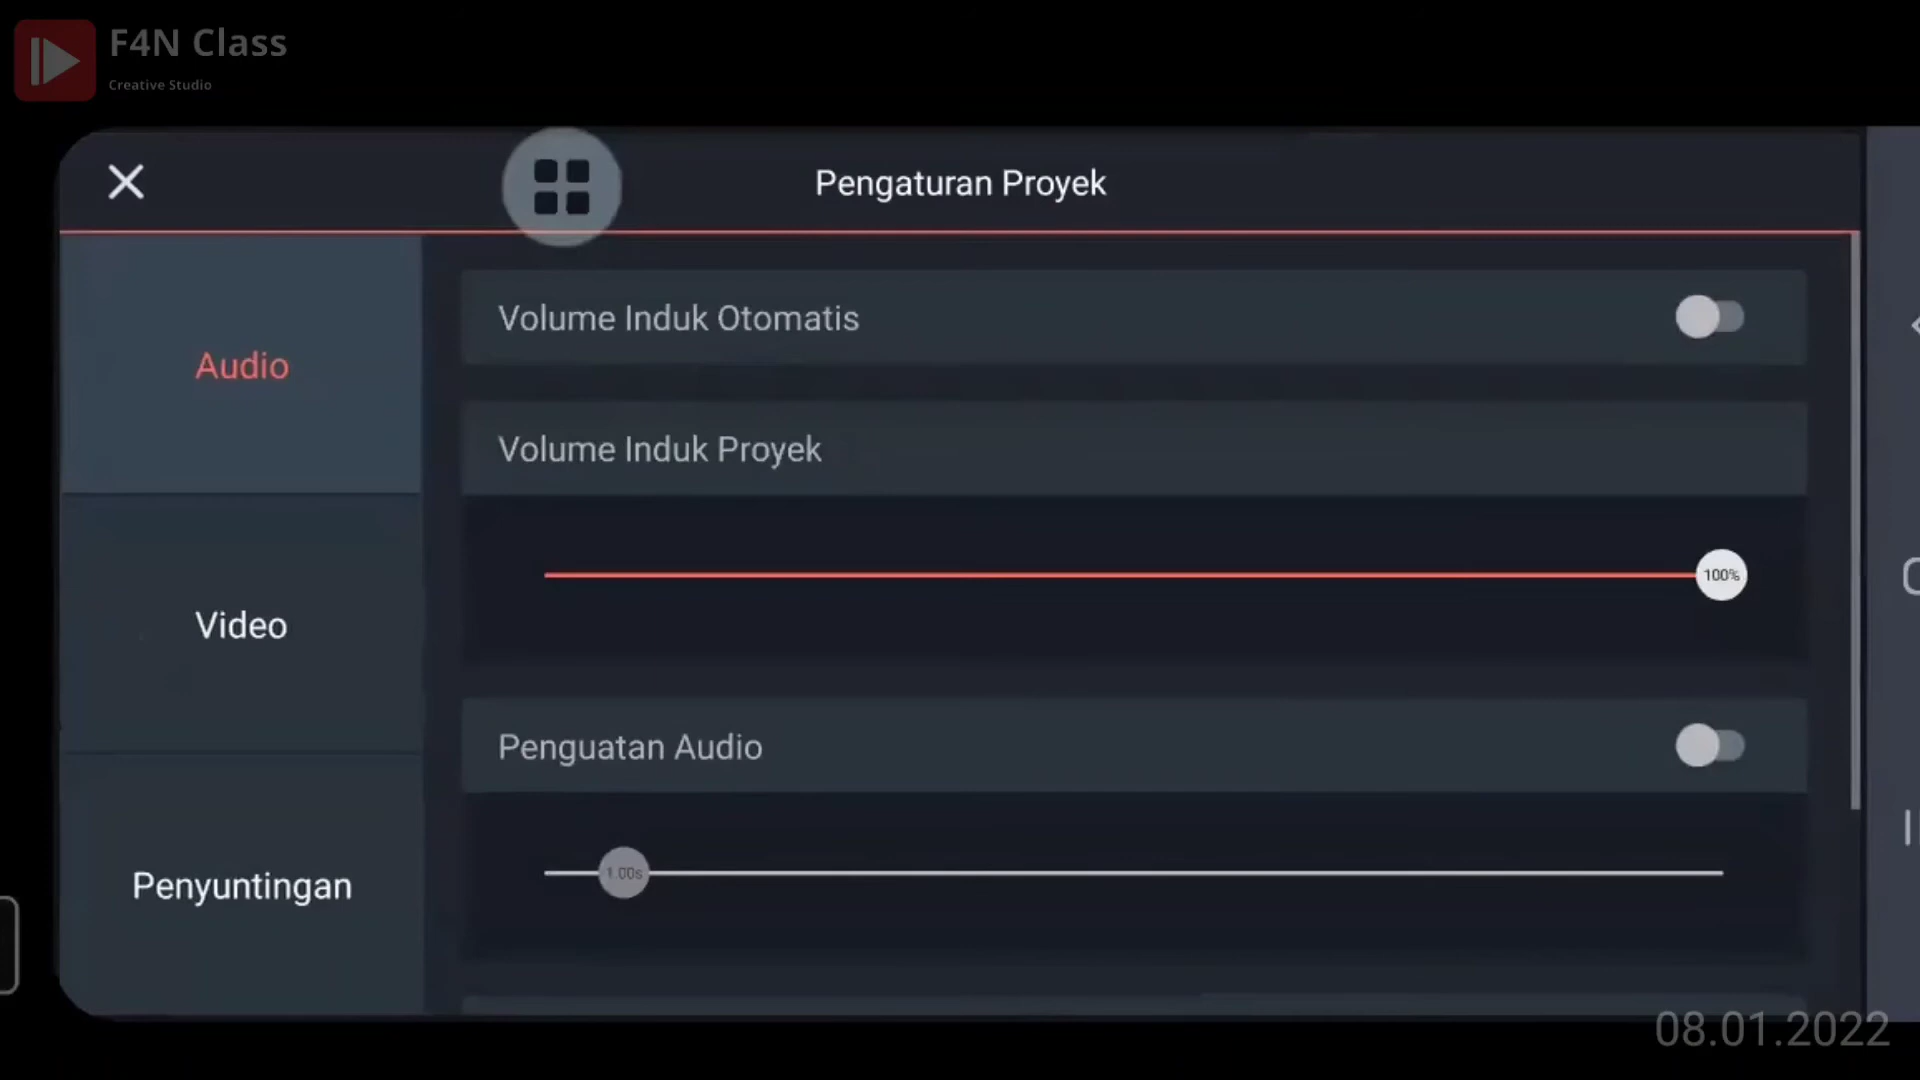 F4N Class
Creative Studio
Pengaturan Proyek
Audio
Volume Induk Otomatis
Volume Induk Proyek
100%
Video
Penguatan Audio
1.00s
Penyuntingan
08.01.2022